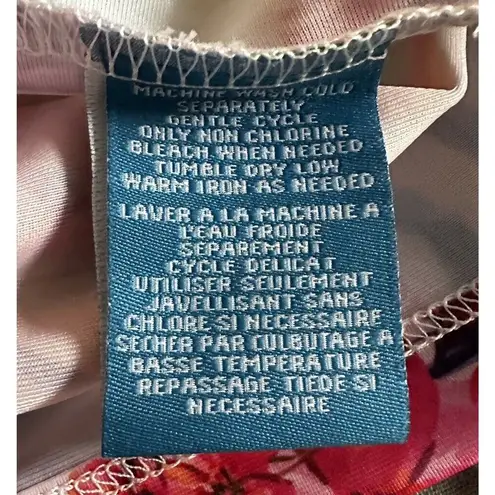 MACHINE WASH COLD
SEPARATELY
GENTLE CYCLE
ONLY NON CHLORINE
BLEACH WHEN NEEDED
TUMBLE DRY LOW
WARM IRON AS NEEDED
LAVER A LA MACHINE A
L'EAU FROIDE
SEPAREMENT
CYCLE DELICAT
UTILISER SEULEMENT
JAVELLISANT SANS
CHLORE SI NECESSAIRE
SECHER PAR CULBUTAGE A
BASSE TEMPERATURE
REPASSAGE TIEDE SI
NECESSAIRE